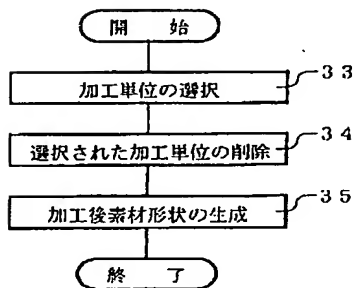 開 始
33
加工単位の選択
34
選択された加工単位の削除
35
加工後素材形状の生成
終 了